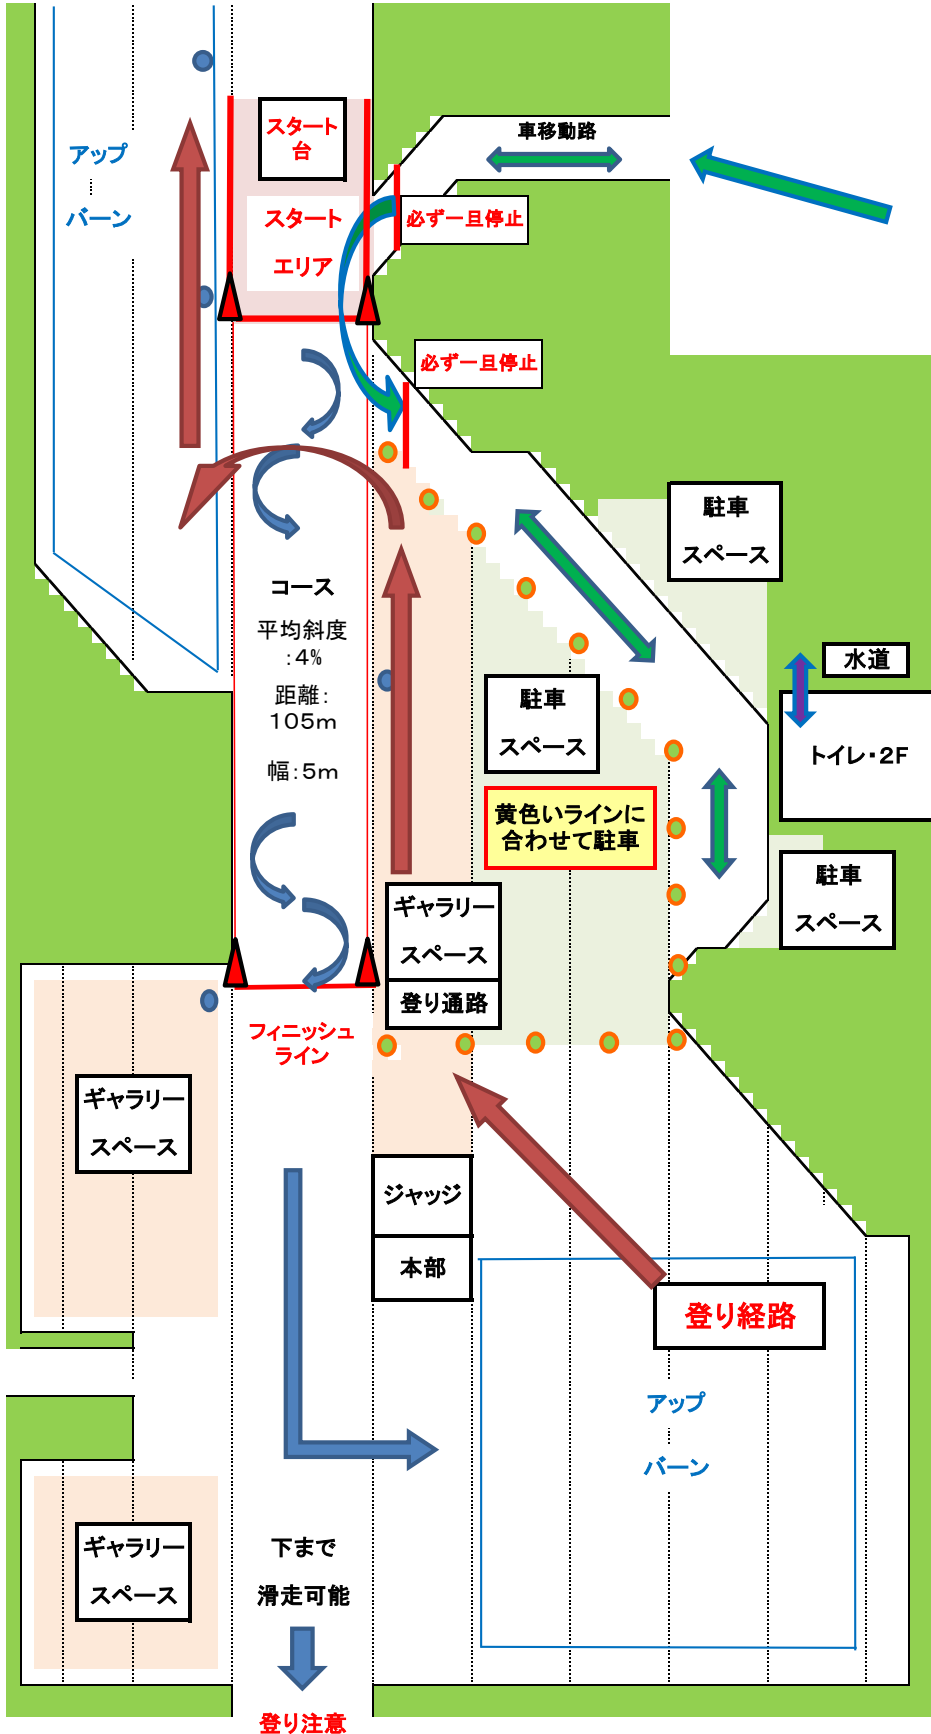 スタート
台
車移動路
アップ
バーン
スタート
エリア
必ず一旦停止
必ず一旦停止
駐車
スペース
コース
平均斜度
:4%
距離:
105m
幅:5m
水道
トイレ・2F
駐車
スペース
黄色いラインに
合わせて駐車
駐車
スペース
ギャラリー
スペース
登り通路
フィニッシュ
ライン
ギャラリー
スペース
ジャッジ
本部
登り経路
アップ
バーン
ギャラリー
スペース
下まで
滑走可能
登り注意